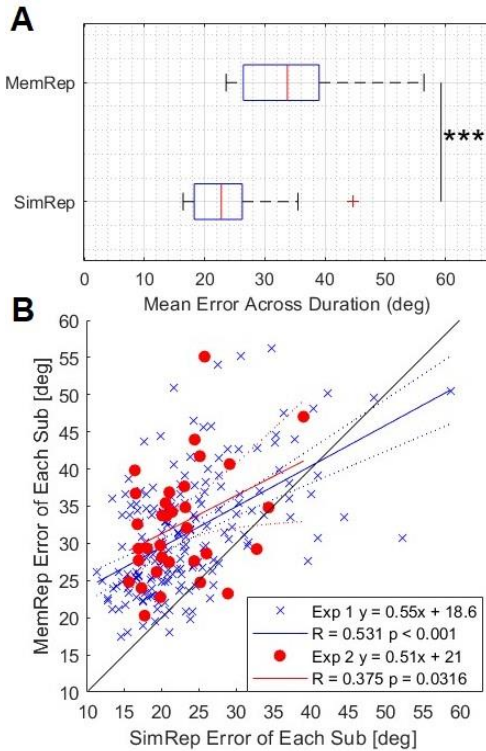 A
MemRep
***
SimRep
0 10 20 30 40 50 60
Mean Error Across Duration (deg)
B
MemRep Error of Each Sub [deg]
60
55
50
45
40
35
30
25
20
15
10
Exp 1 y = 0.55x + 18.6
R = 0.531 p < 0.001
Exp 2 y = 0.51x + 21
R = 0.375 p = 0.0316
10 15 20 25 30 35 40 45 50 55 60
SimRep Error of Each Sub [deg]